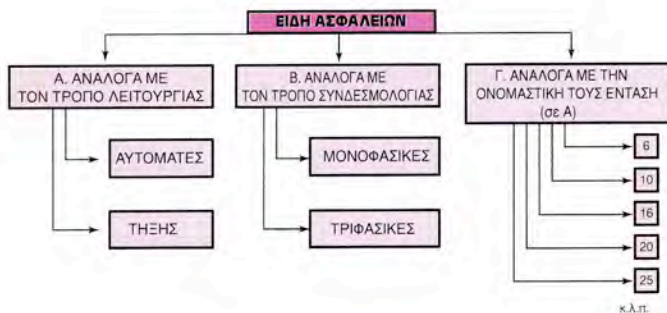 ΕΙΔΗ ΑΣΦΑΛΕΙΩΝ
Α. ΑΝΑΛΟΓΑ ΜΕ
ΤΟΝ ΤΡΟΠΟ ΛΕΙΤΟΥΡΓΙΑΣ
ΑΥΤΟΜΑΤΕΣ
ΤΗΞΗΣ
Β. ΑΝΑΛΟΓΑ ΜΕ
ΤΟΝ ΤΡΟΠΟ ΣΥΝΔΕΣΜΟΛΟΓΙΑΣ
ΜΟΝΟΦΑΣΙΚΕΣ
ΤΡΙΦΑΣΙΚΕΣ
Γ. ΑΝΑΛΟΓΑ ΜΕ ΤΗΝ
ΟΝΟΜΑΣΤΙΚΗ ΤΟΥΣ ΕΝΤΑΣΗ
(σε Α)
6
10
16
20
25
κ.λ.π.